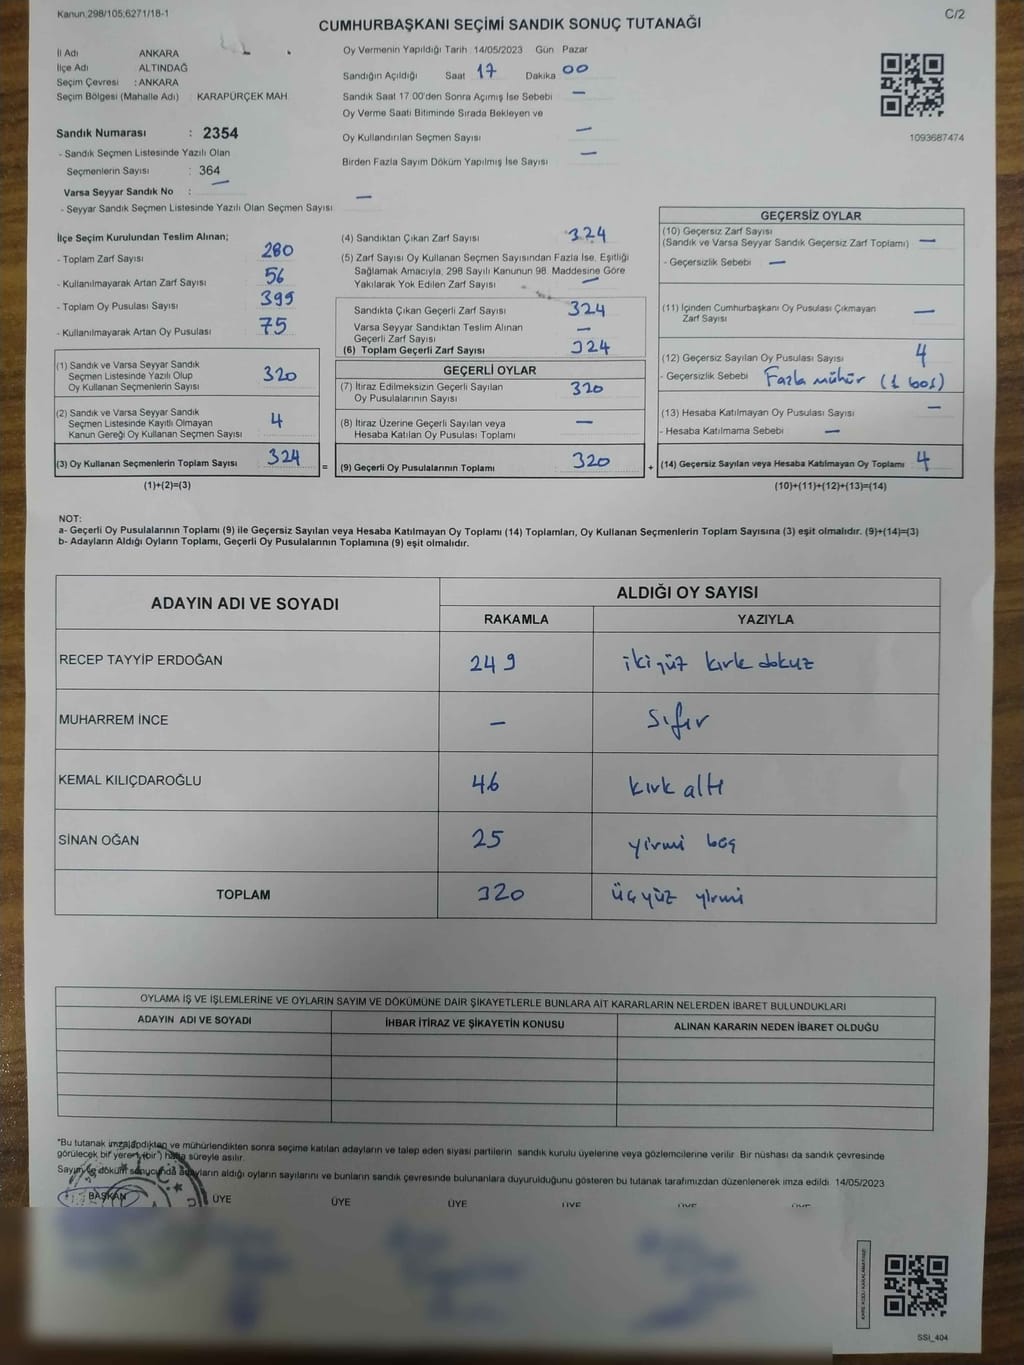 Kanun,298/105;6271/18-1
C/2
CUMHURBAŞKANI SEÇİMİ SANDIK SONUÇ TUTANAĞI
İl Adı ANKARA
İlçe Adı ALTINDAĞ
Seçim Çevresi : ANKARA
Seçim Bölgesi (Mahalle Adı) KARAPÜRÇEK MAH.
Sandık Numarası : 2354
- Sandık Seçmen Listesinde Yazılı Olan
Seçmenlerin Sayısı : 364
Varsa Seyyar Sandık No : —
- Seyyar Sandık Seçmen Listesinde Yazılı Olan Seçmen Sayısı —
Oy Vermenin Yapıldığı Tarih 14/05/2023 Gün Pazar
Sandığın Açıldığı Saat 17 Dakika 00
Sandık Saat 17:00'den Sonra Açımış İse Sebebi —
Oy Verme Saati Bitiminde Sırada Bekleyen ve
Oy Kullandırılan Seçmen Sayısı —
Birden Fazla Sayım Döküm Yapılmış İse Sayısı —
1093687474
İlçe Seçim Kurulundan Teslim Alınan;
- Toplam Zarf Sayısı 280
- Kullanılmayarak Artan Zarf Sayısı 56
- Toplam Oy Pusulası Sayısı 399
- Kullanılmayarak Artan Oy Pusulası 75
(1) Sandık ve Varsa Seyyar Sandık
Seçmen Listesinde Yazılı Olup
Oy Kullanan Seçmenlerin Sayısı 320
(2) Sandık ve Varsa Seyyar Sandık
Seçmen Listesinde Kayıtlı Olmayan
Kanun Gereği Oy Kullanan Seçmen Sayısı 4
(3) Oy Kullanan Seçmenlerin Toplam Sayısı 324
(1)+(2)=(3)
(4) Sandıktan Çıkan Zarf Sayısı 324
(5) Zarf Sayısı Oy Kullanan Seçmen Sayısından Fazla İse, Eşitliği
Sağlamak Amacıyla, 298 Sayılı Kanunun 98. Maddesine Göre
Yakılarak Yok Edilen Zarf Sayısı —
Sandıkta Çıkan Geçerli Zarf Sayısı 324
Varsa Seyyar Sandıktan Teslim Alınan
Geçerli Zarf Sayısı —
(6) Toplam Geçerli Zarf Sayısı 324
GEÇERLİ OYLAR
(7) İtiraz Edilmeksizin Geçerli Sayılan
Oy Pusulalarının Sayısı 320
(8) İtiraz Üzerine Geçerli Sayılan veya
Hesaba Katılan Oy Pusulası Toplamı —
= (9) Geçerli Oy Pusulalarının Toplamı 320
GEÇERSİZ OYLAR
(10) Geçersiz Zarf Sayısı
(Sandık ve Varsa Seyyar Sandık Geçersiz Zarf Toplamı) —
- Geçersizlik Sebebi —
(11) İçinden Cumhurbaşkanı Oy Pusulası Çıkmayan
Zarf Sayısı —
(12) Geçersiz Sayılan Oy Pusulası Sayısı 4
- Geçersizlik Sebebi Fazla mühür (1 boş)
(13) Hesaba Katılmayan Oy Pusulası Sayısı —
- Hesaba Katılmama Sebebi —
+ (14) Geçersiz Sayılan veya Hesaba Katılmayan Oy Toplamı 4
(10)+(11)+(12)+(13)=(14)
NOT:
a- Geçerli Oy Pusulalarının Toplamı (9) ile Geçersiz Sayılan veya Hesaba Katılmayan Oy Toplamı (14) Toplamları, Oy Kullanan Seçmenlerin Toplam Sayısına (3) eşit olmalıdır. (9)+(14)=(3)
b- Adayların Aldığı Oyların Toplamı, Geçerli Oy Pusulalarının Toplamına (9) eşit olmalıdır.
ADAYIN ADI VE SOYADI ALDIĞI OY SAYISI
RAKAMLA YAZIYLA
RECEP TAYYİP ERDOĞAN 249 ikiyüz kırk dokuz
MUHARREM İNCE — Sıfır
KEMAL KILIÇDAROĞLU 46 kırk altı
SİNAN OĞAN 25 yirmi beş
TOPLAM 320 üçyüz yirmi
OYLAMA İŞ VE İŞLEMLERİNE VE OYLARIN SAYIM VE DÖKÜMÜNE DAİR ŞİKAYETLERLE BUNLARA AİT KARARLARIN NELERDEN İBARET BULUNDUKLARI
ADAYIN ADI VE SOYADI İHBAR İTİRAZ VE ŞİKAYETİN KONUSU ALINAN KARARIN NEDEN İBARET OLDUĞU
"Bu tutanak imzalandıktan ve mühürlendikten sonra seçime katılan adayların ve talep eden siyasi partilerin sandık kurulu üyelerine veya gözlemcilerine verilir. Bir nüshası da sandık çevresinde
görülecek bir yere 1 (bir) hafta süreyle asılır.
Sayım ve döküm sonucunda adayların aldığı oyların sayılarını ve bunların sandık çevresinde bulunanlara duyurulduğunu gösteren bu tutanak tarafımızdan düzenlenerek imza edildi. 14/05/2023
BAŞKAN ÜYE ÜYE ÜYE ÜYE ÜYE ÜYE
SSI_404